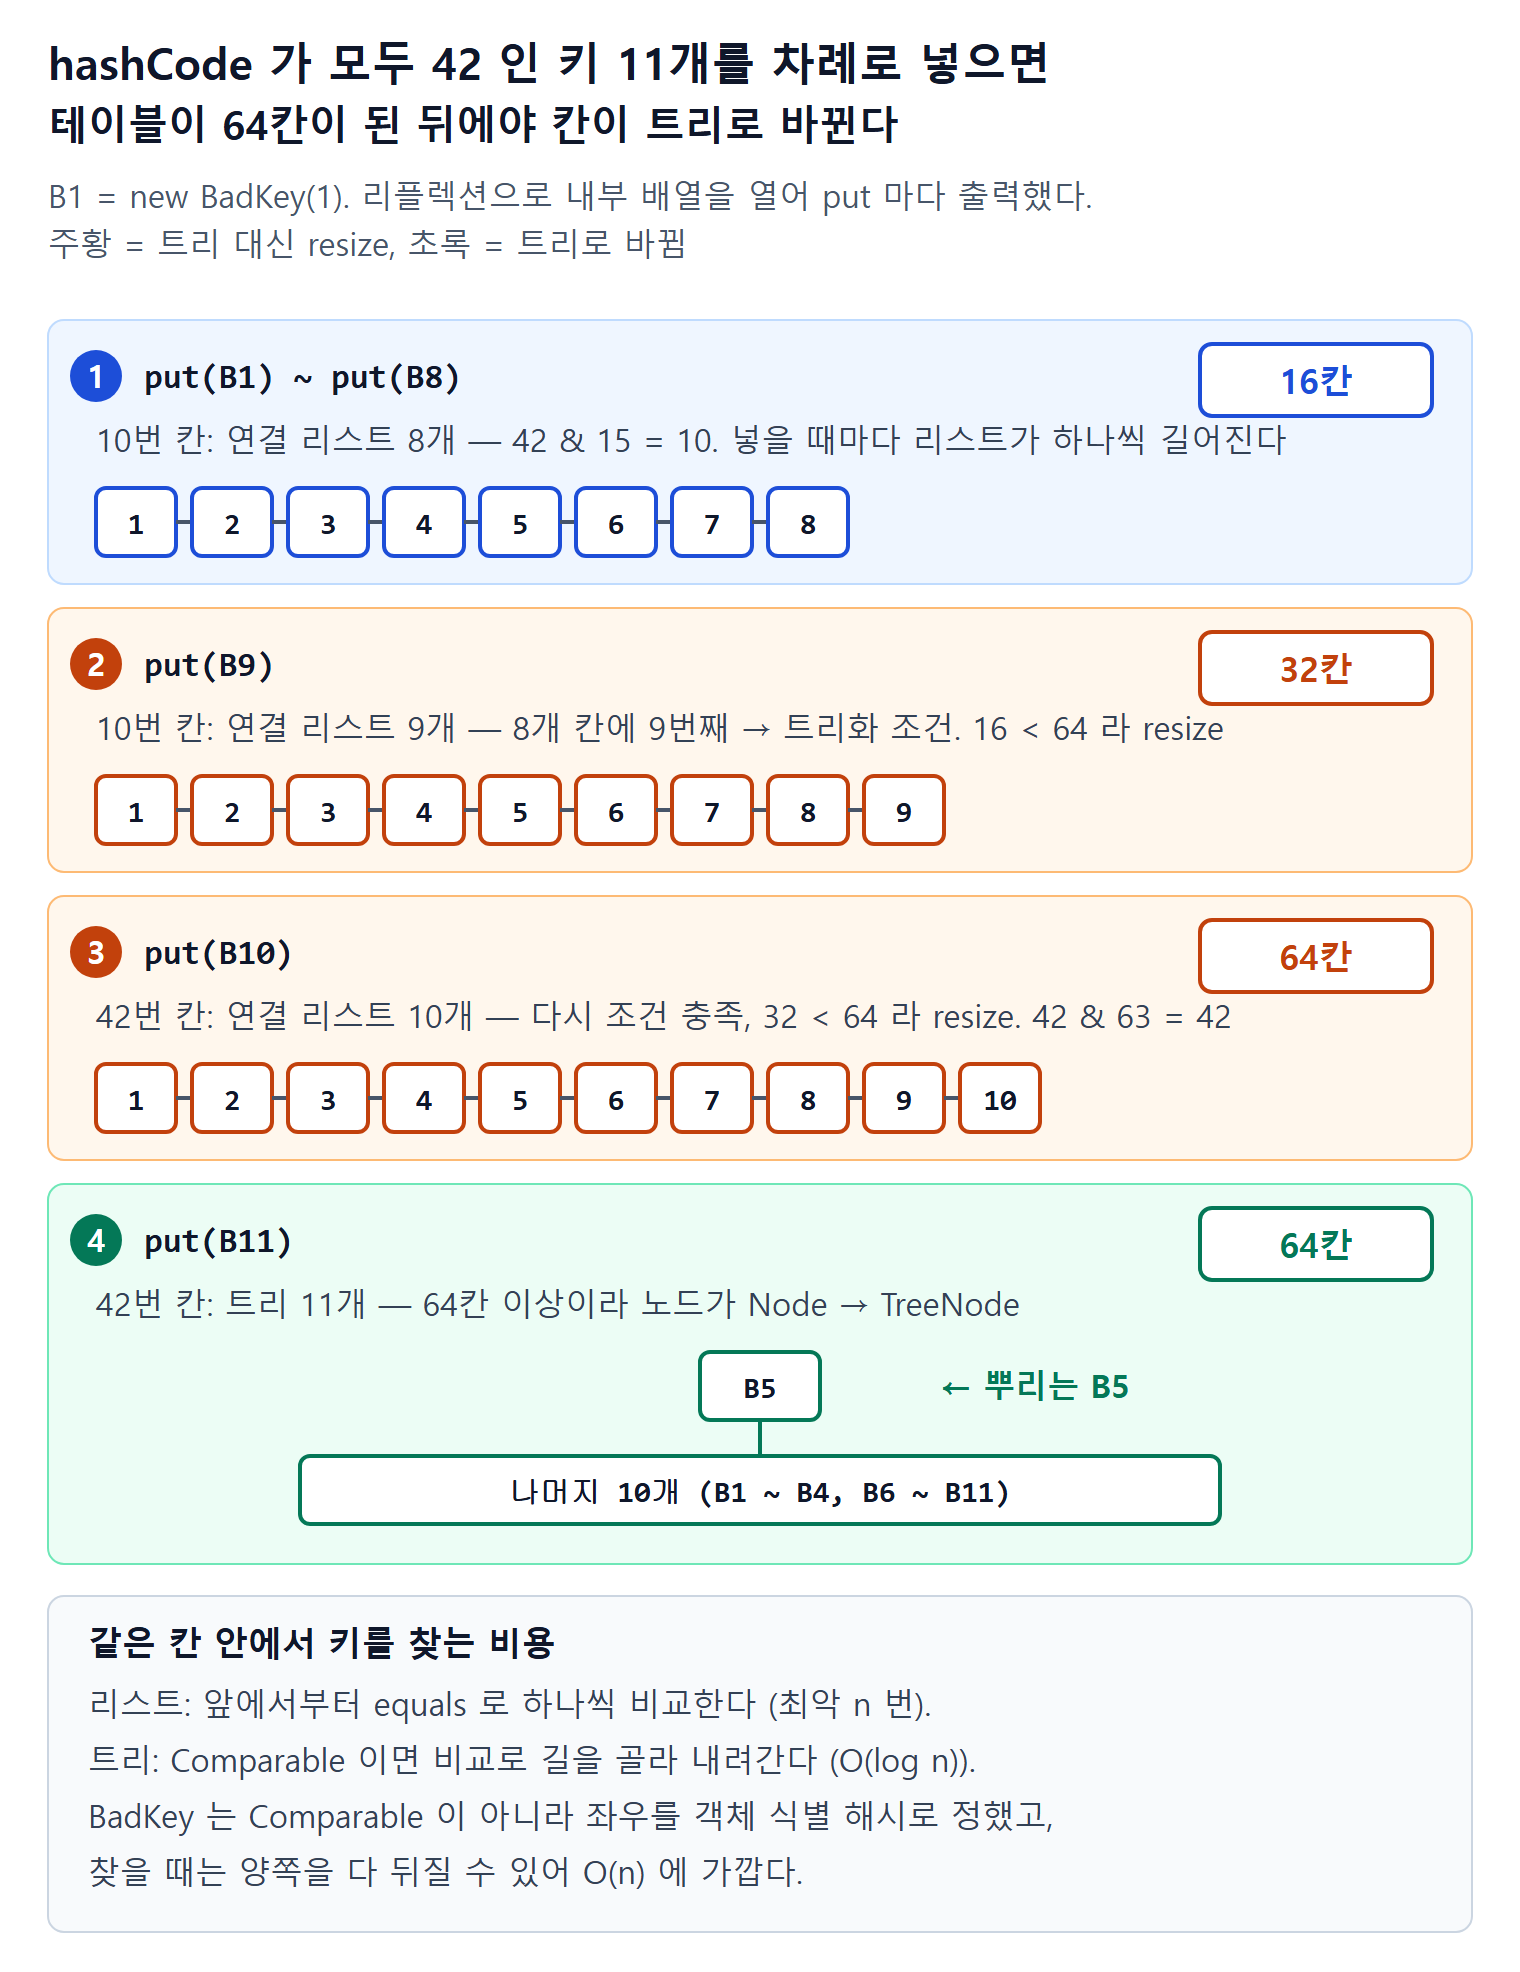 hashCode 가 모두 42 인 키 11개를 차례로 넣으면
테이블이 64칸이 된 뒤에야 칸이 트리로 바뀐다
B1 = new BadKey(1). 리플렉션으로 내부 배열을 열어 put 마다 출력했다.
주황 = 트리 대신 resize, 초록 = 트리로 바뀜
1 put(B1) ~ put(B8) 16칸
10번 칸: 연결 리스트 8개 — 42 & 15 = 10. 넣을 때마다 리스트가 하나씩 길어진다
1 2 3 4 5 6 7 8
2 put(B9) 32칸
10번 칸: 연결 리스트 9개 — 8개 칸에 9번째 → 트리화 조건. 16 < 64 라 resize
1 2 3 4 5 6 7 8 9
3 put(B10) 64칸
42번 칸: 연결 리스트 10개 — 다시 조건 충족, 32 < 64 라 resize. 42 & 63 = 42
1 2 3 4 5 6 7 8 9 10
4 put(B11) 64칸
42번 칸: 트리 11개 — 64칸 이상이라 노드가 Node → TreeNode
B5 ← 뿌리는 B5
나머지 10개 (B1 ~ B4, B6 ~ B11)
같은 칸 안에서 키를 찾는 비용
리스트: 앞에서부터 equals 로 하나씩 비교한다 (최악 n 번).
트리: Comparable 이면 비교로 길을 골라 내려간다 (O(log n)).
BadKey 는 Comparable 이 아니라 좌우를 객체 식별 해시로 정했고,
찾을 때는 양쪽을 다 뒤질 수 있어 O(n) 에 가깝다.